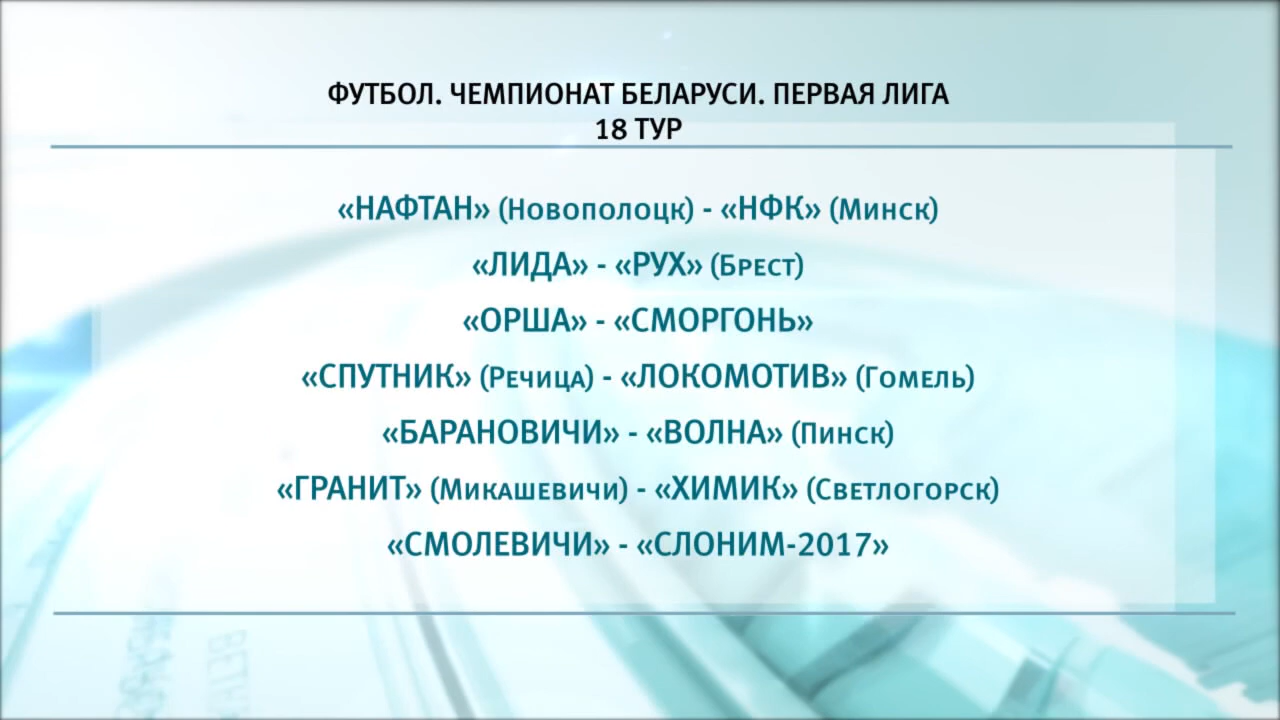 ФУТБОЛ. ЧЕМПИОНАТ БЕЛАРУСИ. ПЕРВАЯ ЛИГА
18 ТУР
«НАФТАН» (Новополоцк) - «НФК» (Минск)
«ЛИДА» - «РУХ» (Брест)
«ОРША» - «СМОРГОНЬ»
«СПУТНИК» (Речица) - «ЛОКОМОТИВ» (Гомель)
«БАРАНОВИЧИ» - «ВОЛНА» (Пинск)
«ГРАНИТ» (Микашевичи) - «ХИМИК» (Светлогорск)
«СМОЛЕВИЧИ» - «СЛОНИМ-2017»